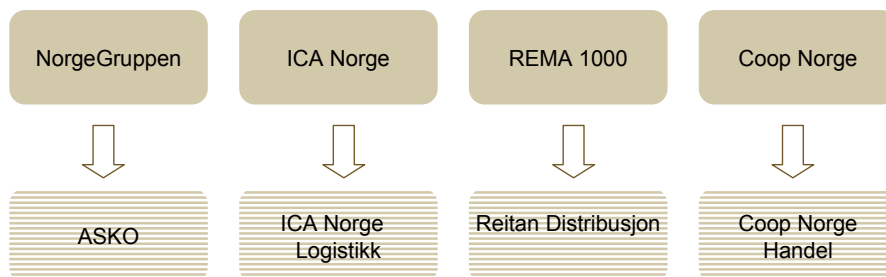 NorgeGruppen
ICA Norge
REMA 1000
Coop Norge
ASKO
ICA Norge
Logistikk
Reitan Distribusjon
Coop Norge
Handel